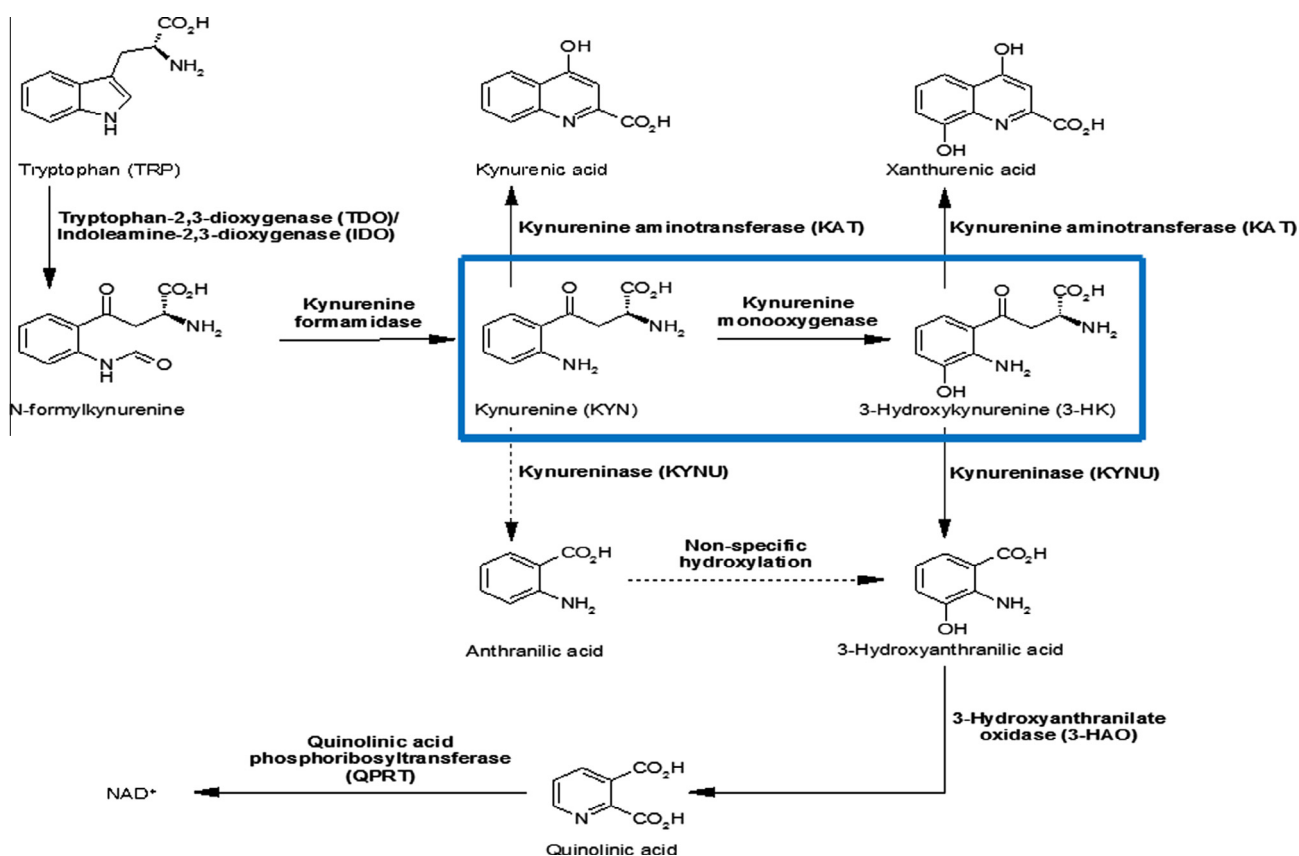 CO₂H
NH₂
N
H
Tryptophan (TRP)
OH
N
CO₂H
Kynurenic acid
OH
N
CO₂H
OH
Xanthurenic acid
Tryptophan-2,3-dioxygenase (TDO)/
Indoleamine-2,3-dioxygenase (IDO)
Kynurenine aminotransferase (KAT)
Kynurenine aminotransferase (KAT)
O
CO₂H
NH₂
N
H
O
N-formylkynurenine
Kynurenine
formamidase
O
CO₂H
NH₂
NH₂
Kynurenine (KYN)
Kynurenine
monooxygenase
O
CO₂H
NH₂
NH₂
OH
3-Hydroxykynurenine (3-HK)
Kynureninase (KYNU)
Kynureninase (KYNU)
CO₂H
NH₂
Anthranilic acid
Non-specific
hydroxylation
CO₂H
NH₂
OH
3-Hydroxyanthranilic acid
3-Hydroxyanthranilate
oxidase (3-HAO)
Quinolinic acid
phosphoribosyltransferase
(QPRT)
NAD⁺
CO₂H
N
CO₂H
Quinolinic acid